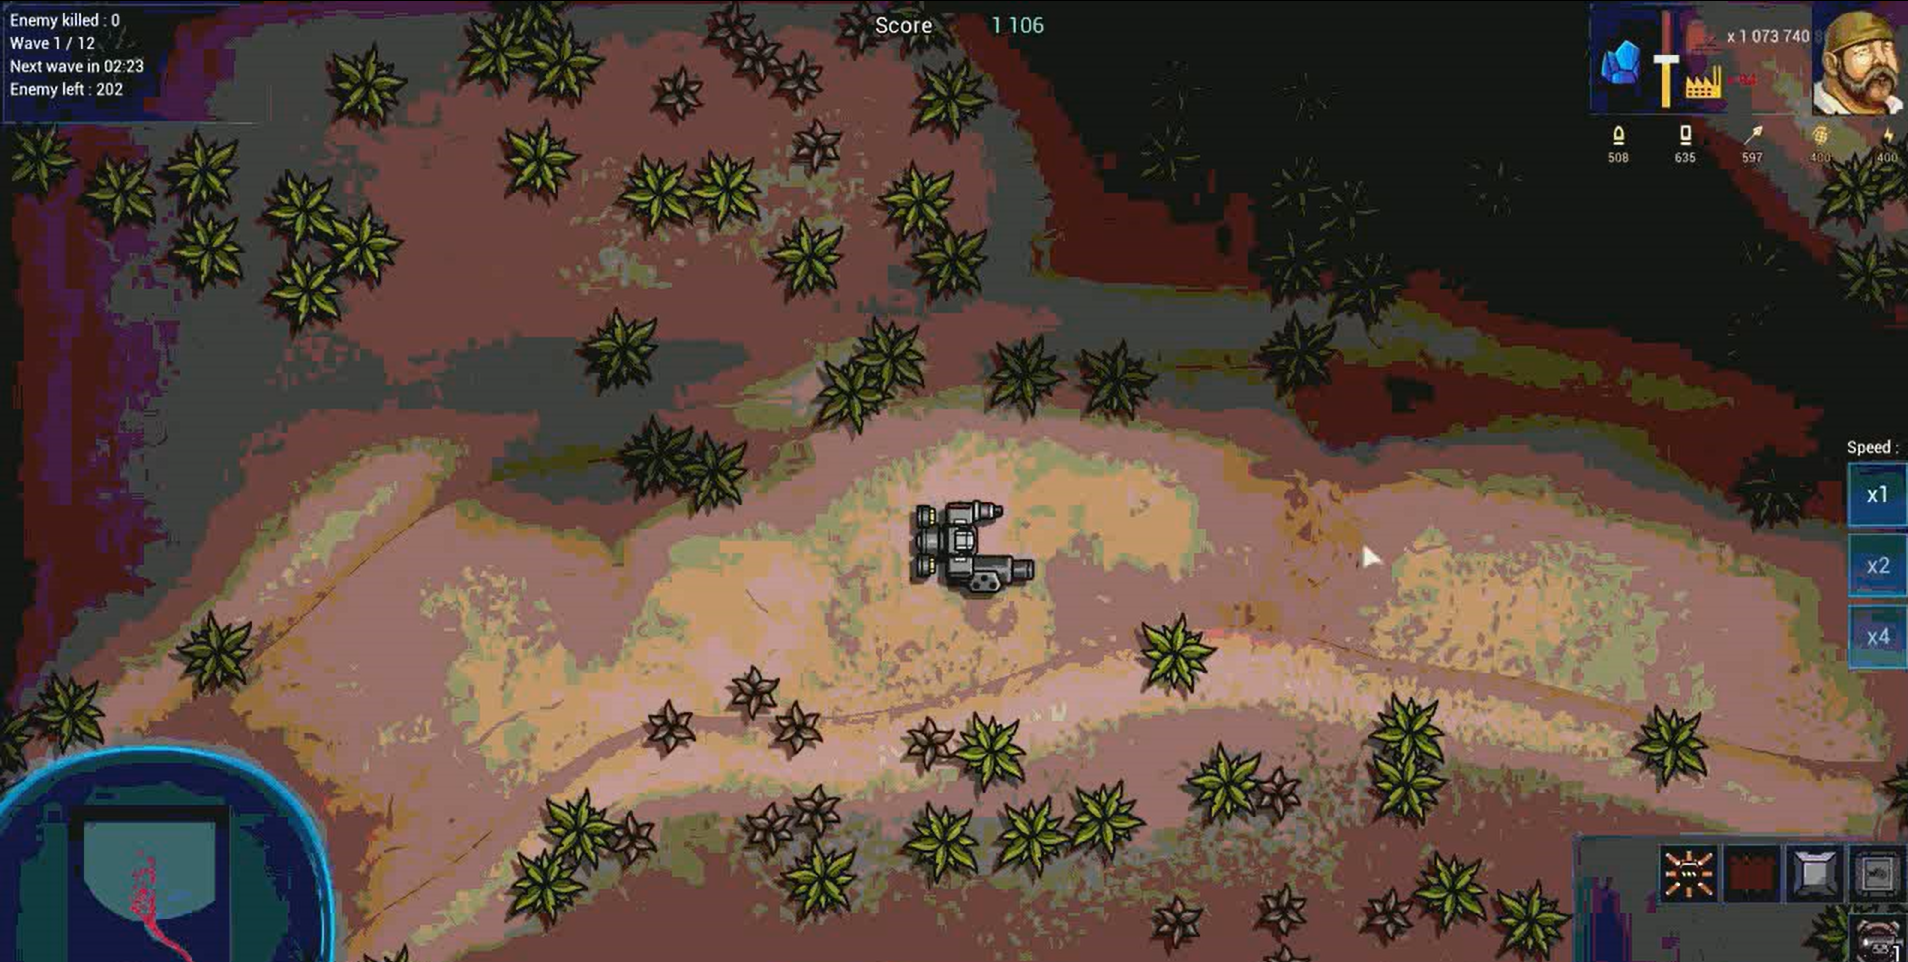 Enemy killed : 0
Wave 1 / 12
Next wave in 02:23
Enemy left : 202
Score 1 106
x 1 073 740
508 635 597 400 400
Speed :
x1
x2
x4
1